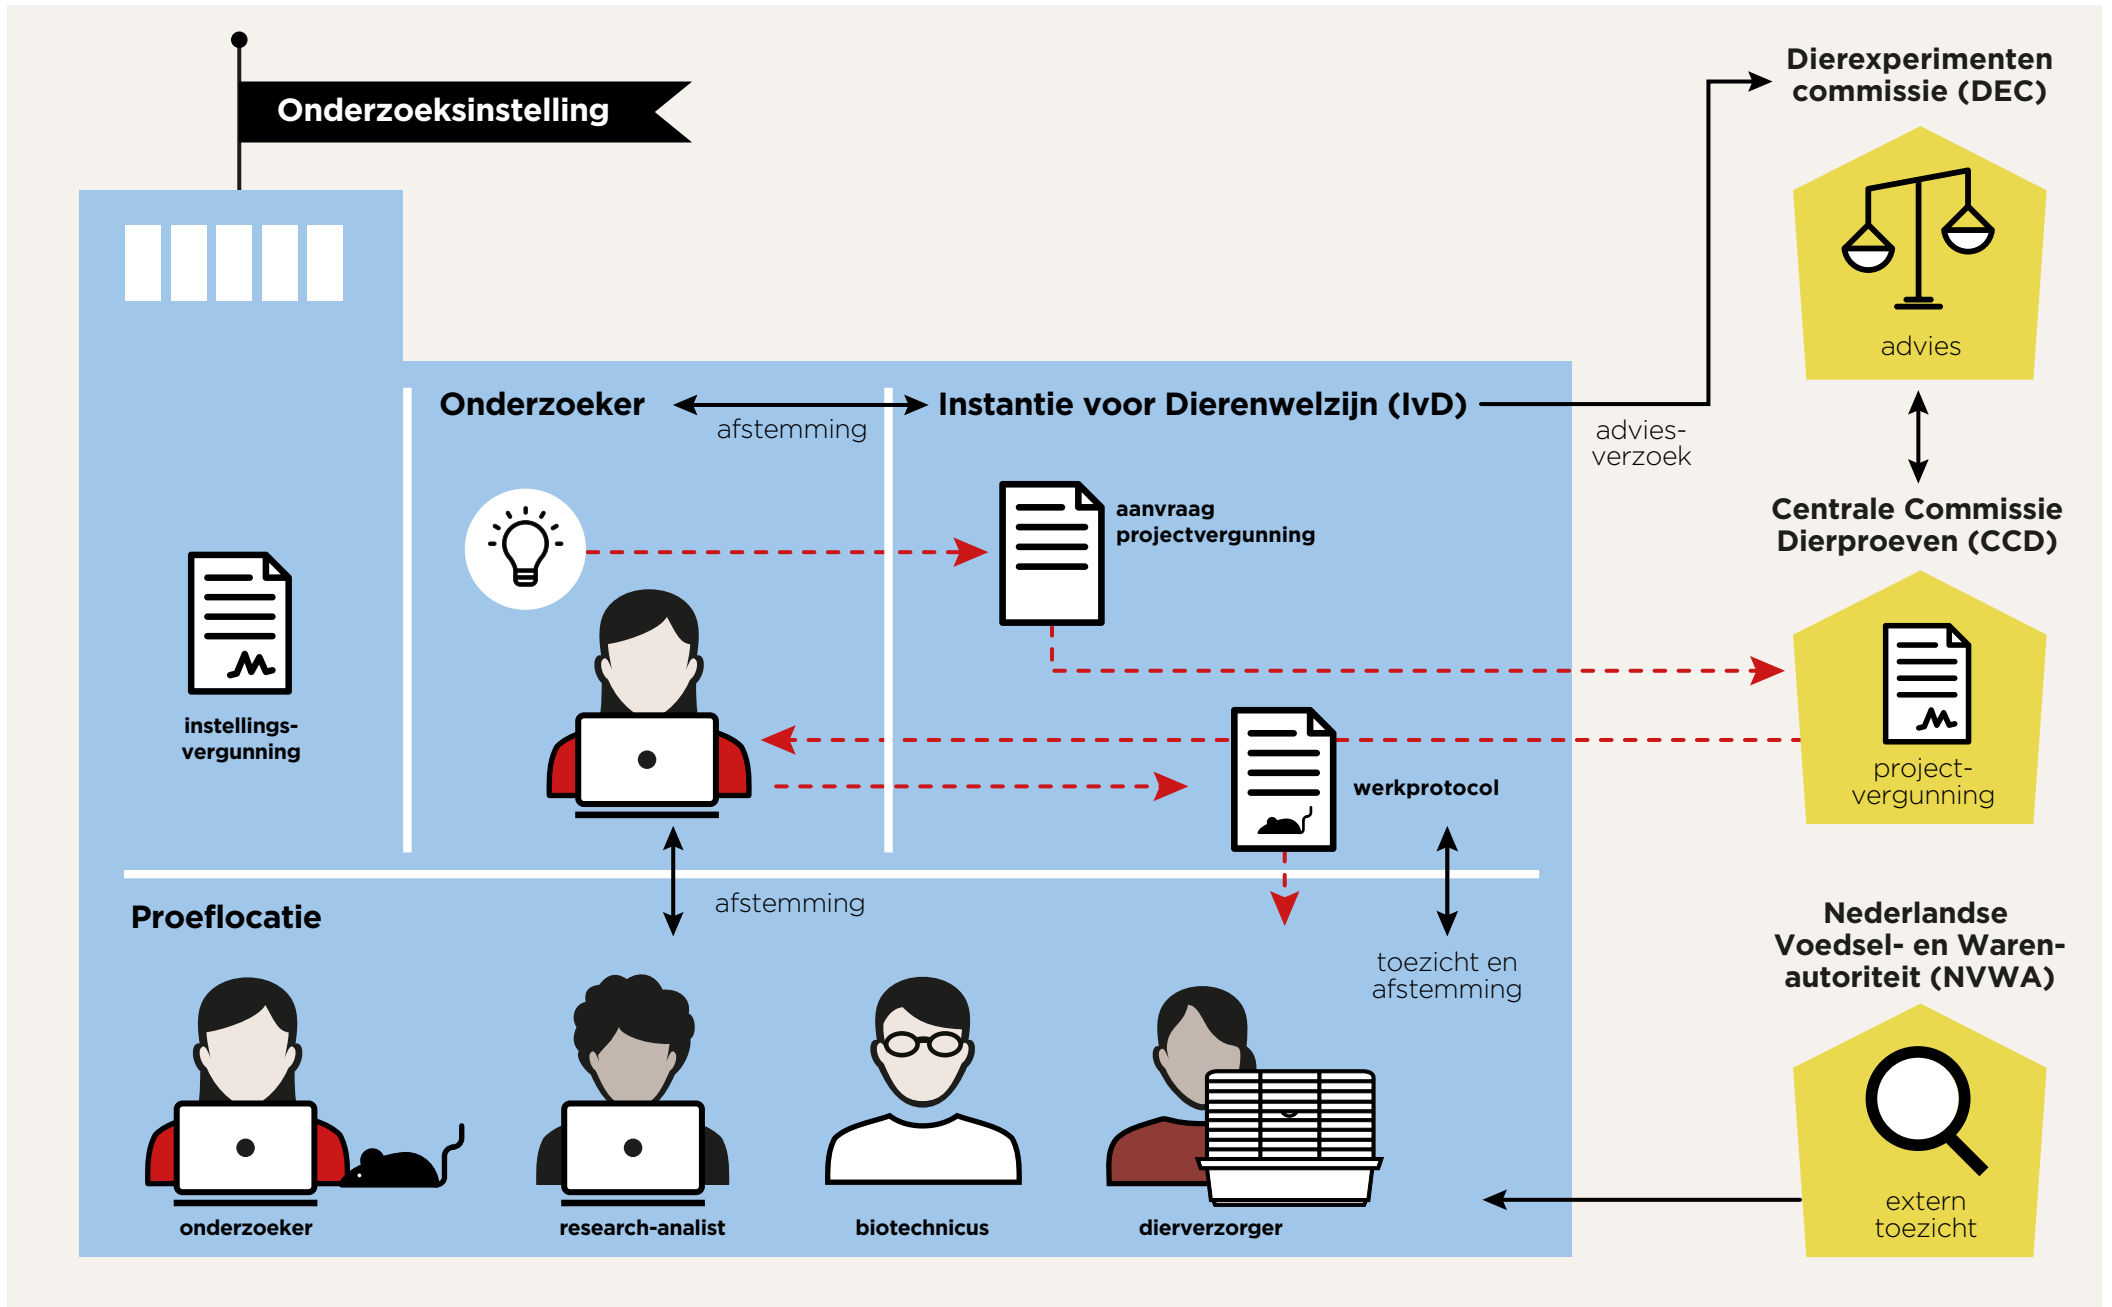 Onderzoeksinstelling
Dierexperimenten
commissie (DEC)
advies
Onderzoeker
afstemming
Instantie voor Dierenwelzijn (IvD)
advies-
verzoek
aanvraag
projectvergunning
Centrale Commissie
Dierproeven (CCD)
project-
vergunning
instellings-
vergunning
werkprotocol
Proeflocatie
afstemming
toezicht en
afstemming
Nederlandse
Voedsel- en Waren-
autoriteit (NVWA)
extern
toezicht
onderzoeker
research-analist
biotechnicus
dierverzorger